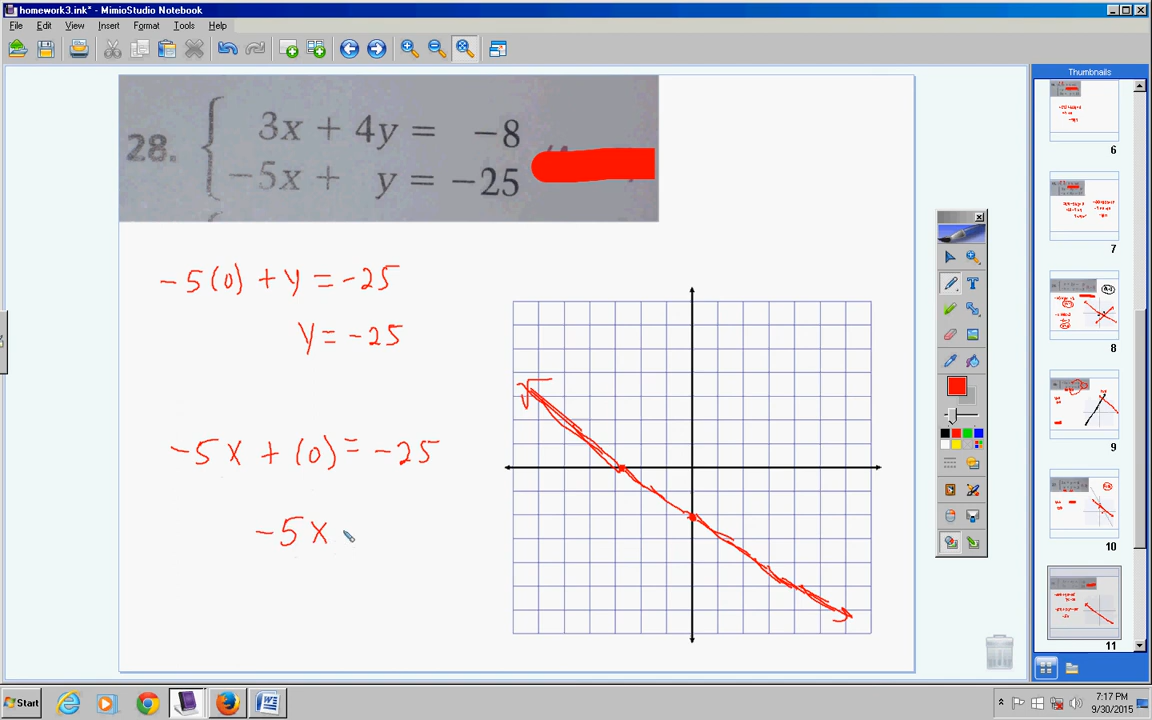 homework3.ink* - MimioStudio Notebook
File Edit View Insert Format Tools Help
Thumbnails
28.
3x + 4y = -8
-5x + y = -25
-5(0) + y = -25
y = -25
-5x + (0) = -25
-5x
6
7
8
9
10
11
Start
7:17 PM
9/30/2015